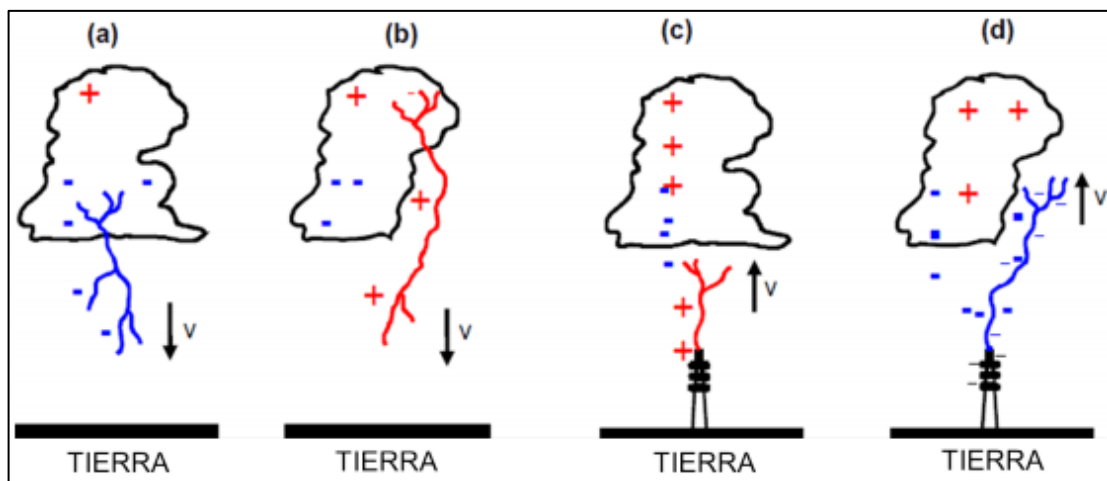 (a) (b) (c) (d)
+ + + + +
- + +
- - - - + - +
- - - - -
+ - - - -
- - - -
- + v v + v - - - v
- + - -
- -
TIERRA TIERRA TIERRA TIERRA